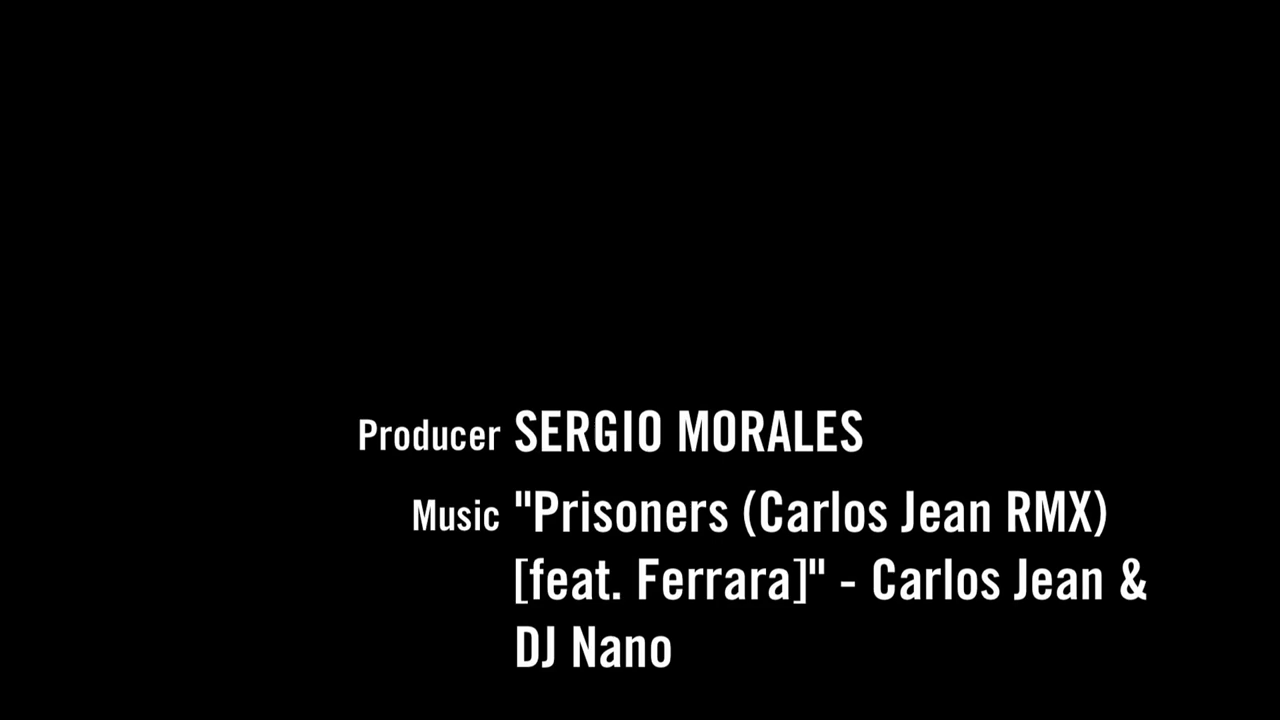 Producer SERGIO MORALES
Music "Prisoners (Carlos Jean RMX)
[feat. Ferrara]" - Carlos Jean &
DJ Nano